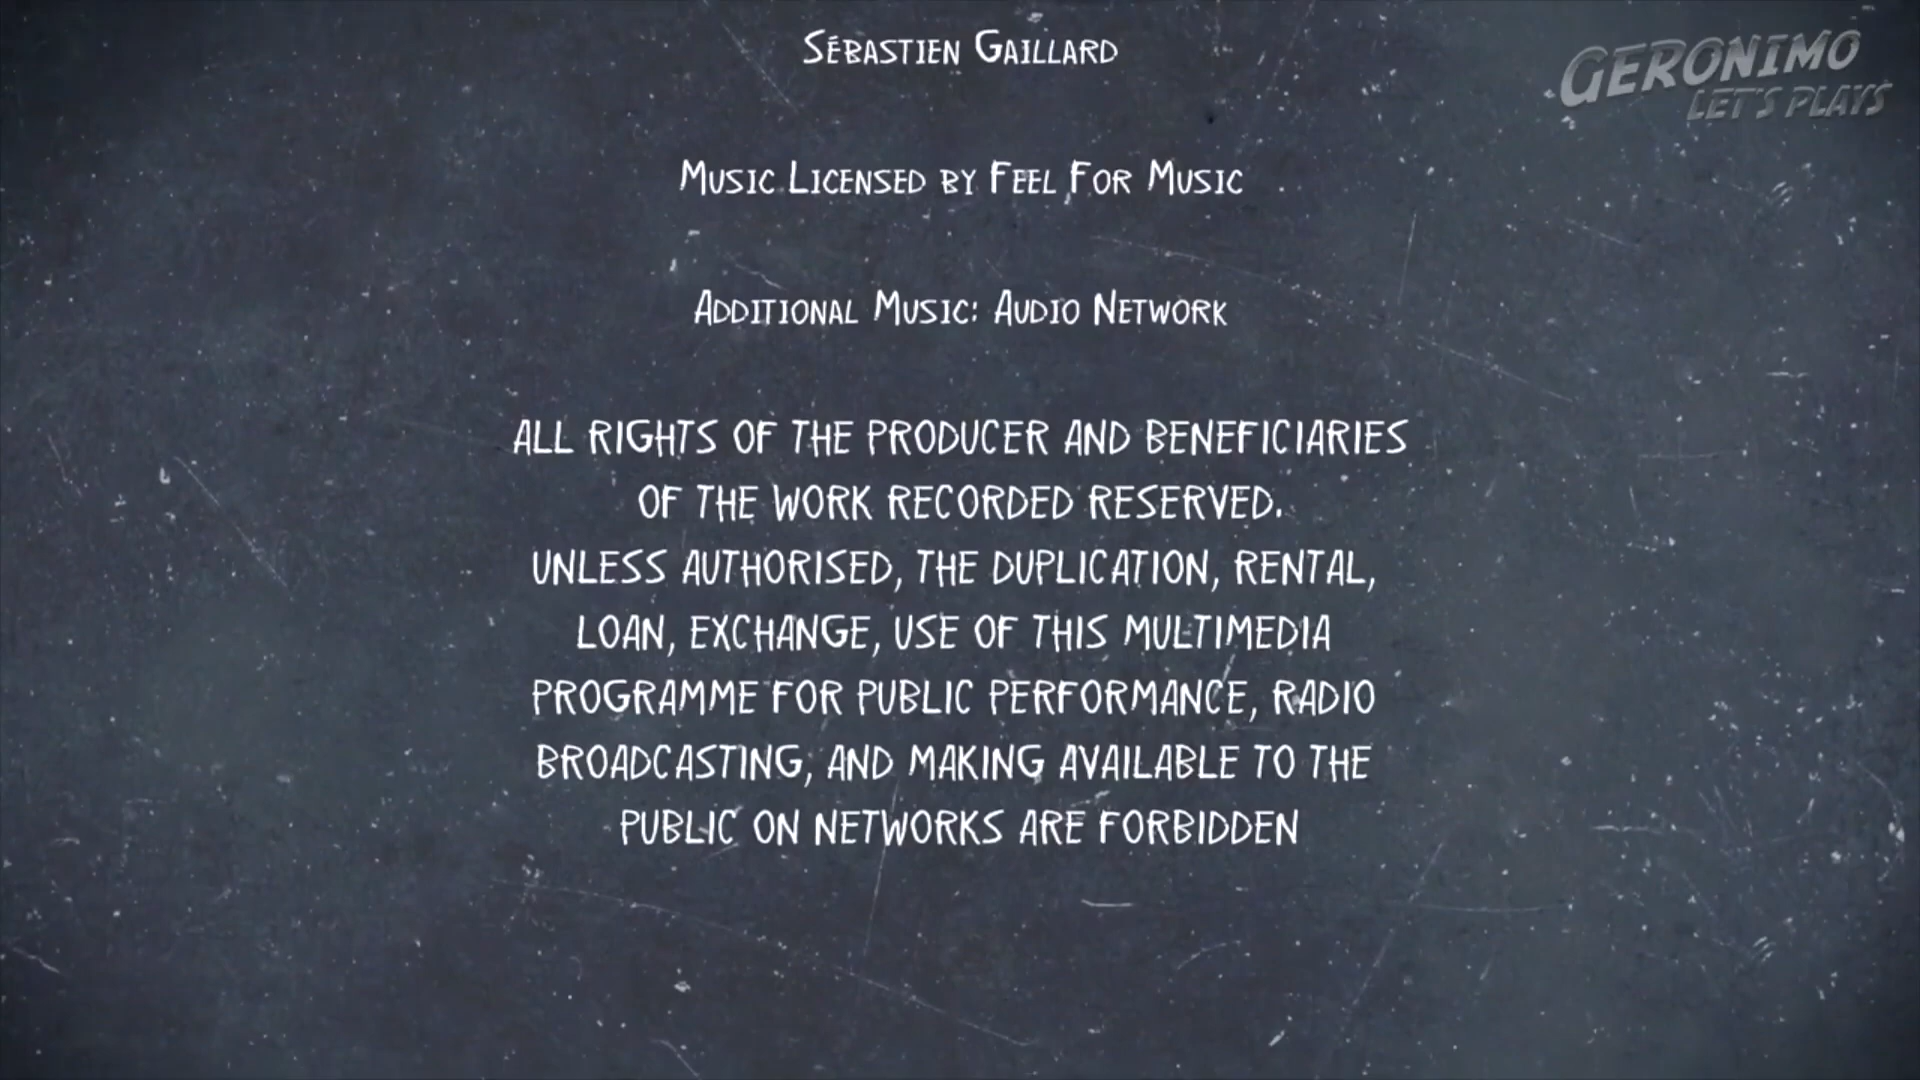 Sébastien Gaillard
GERONIMO
LET'S PLAYS
Music Licensed by Feel For Music
Additional Music: Audio Network
ALL RIGHTS OF THE PRODUCER AND BENEFICIARIES
OF THE WORK RECORDED RESERVED.
UNLESS AUTHORISED, THE DUPLICATION, RENTAL,
LOAN, EXCHANGE, USE OF THIS MULTIMEDIA
PROGRAMME FOR PUBLIC PERFORMANCE, RADIO
BROADCASTING, AND MAKING AVAILABLE TO THE
PUBLIC ON NETWORKS ARE FORBIDDEN